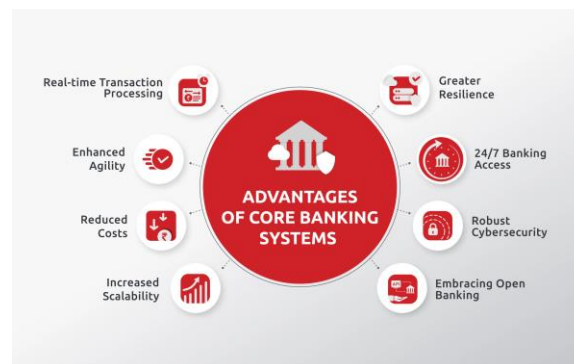 Real-time Transaction
Processing
Enhanced
Agility
Reduced
Costs
Increased
Scalability
ADVANTAGES
OF CORE BANKING
SYSTEMS
Greater
Resilience
24/7 Banking
Access
Robust
Cybersecurity
Embracing Open
Banking